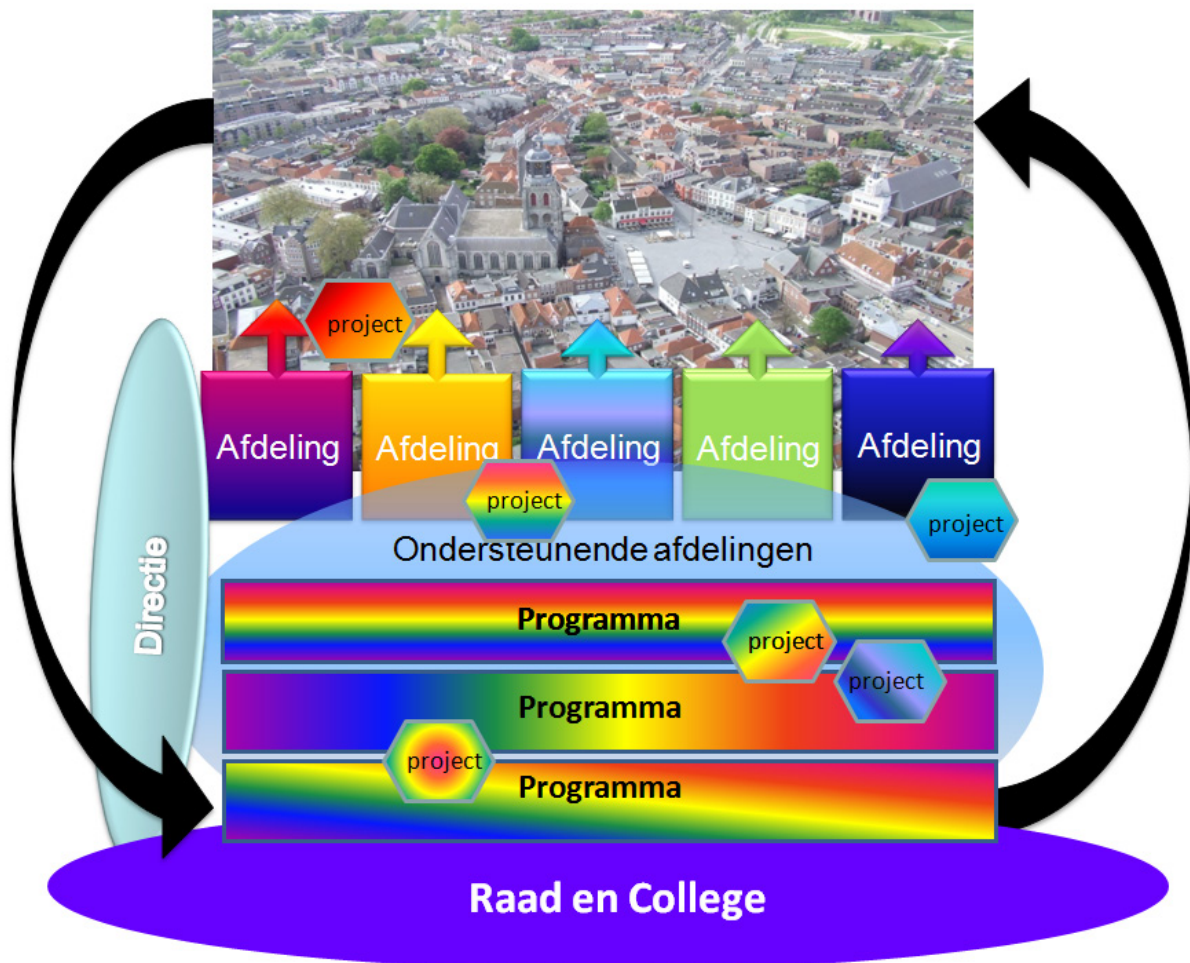 project
Afdeling
Afdeling
Afdeling
Afdeling
Afdeling
project
project
Ondersteunende afdelingen
Directie
Programma
project
project
Programma
project
Programma
Raad en College